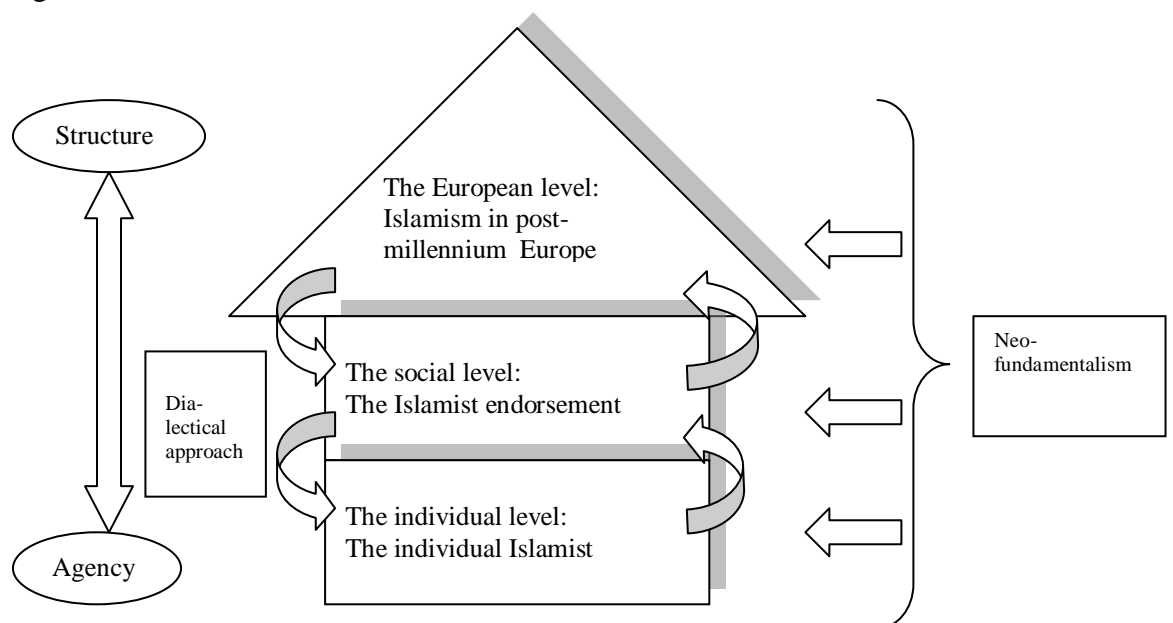 Structure
The European level:
Islamism in post-
millennium Europe
Neo-
fundamentalism
The social level:
The Islamist endorsement
Dia-
lectical
approach
The individual level:
The individual Islamist
Agency